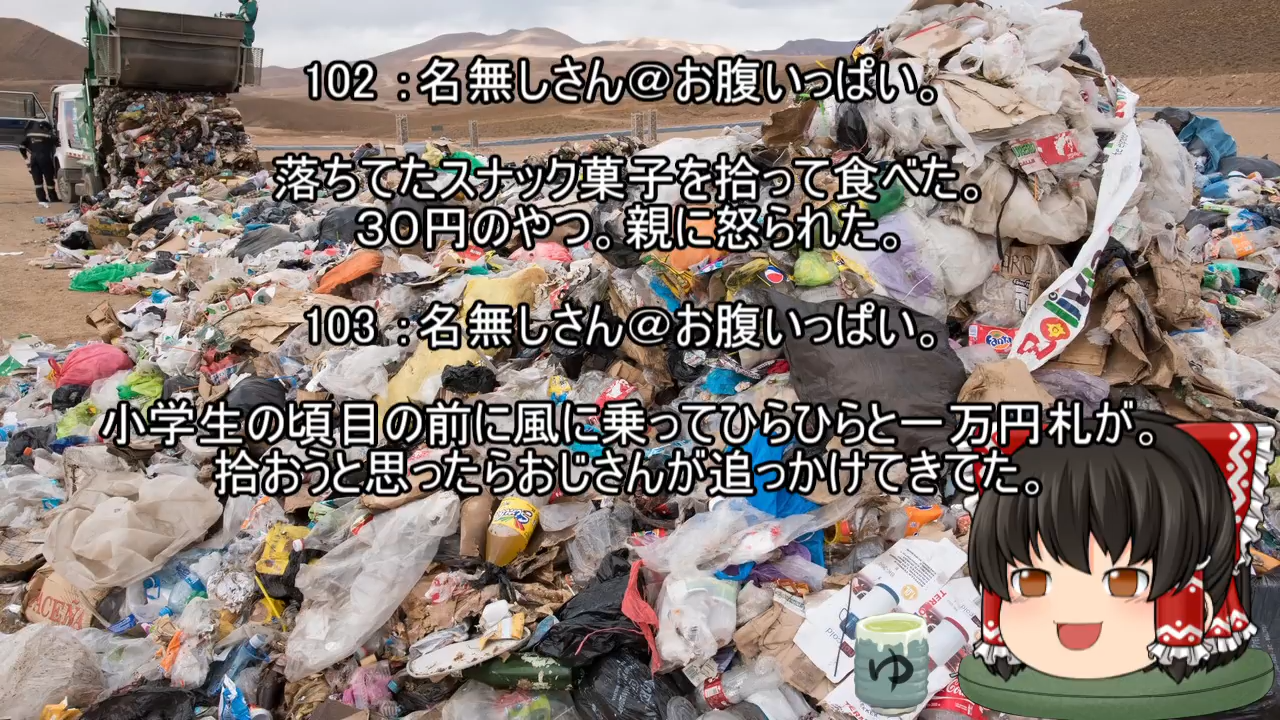 102 ：名無しさん＠お腹いっぱい。
落ちてたスナック菓子を拾って食べた。
３０円のやつ。親に怒られた。
103 ：名無しさん＠お腹いっぱい。
小学生の頃目の前に風に乗ってひらひらと一万円札が。
拾おうと思ったらおじさんが追っかけてきてた。
ゆ